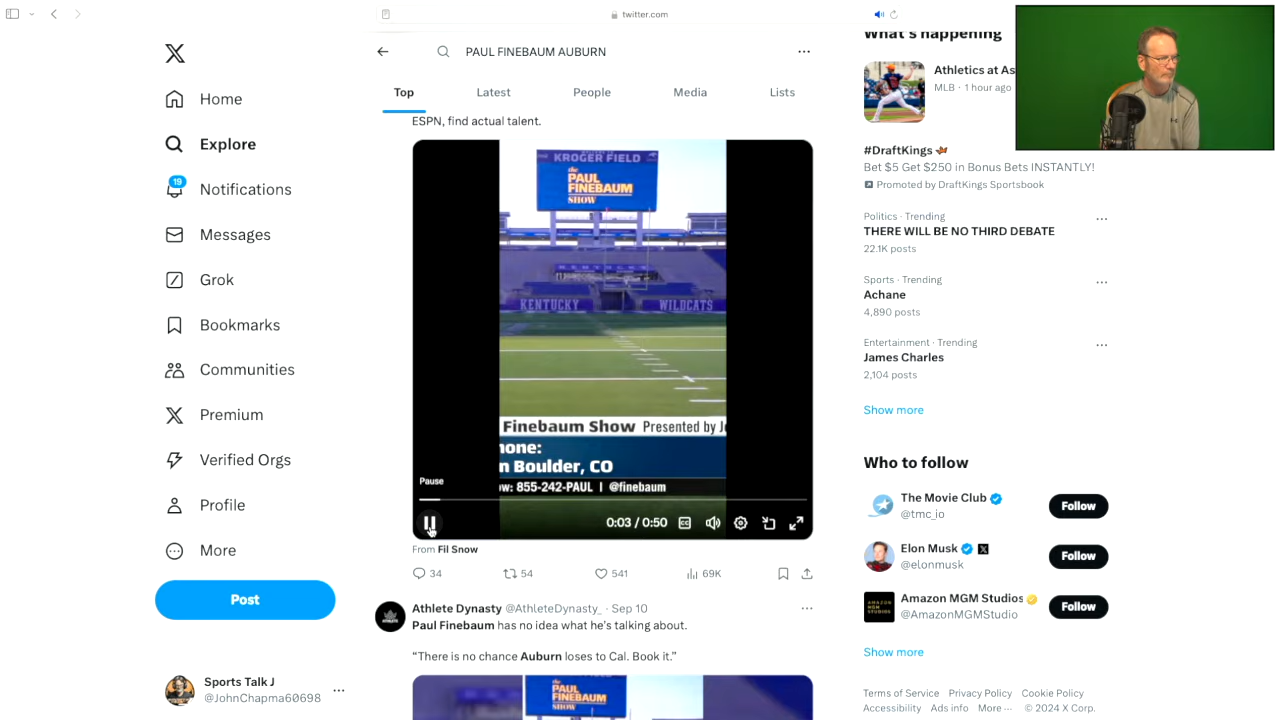 twitter.com
Home
Explore
19
Notifications
Messages
Grok
Bookmarks
Communities
Premium
Verified Orgs
Profile
More
Post
Sports Talk J
@JohnChapma60698
PAUL FINEBAUM AUBURN
Top
Latest
People
Media
Lists
ESPN, find actual talent.
KROGER FIELD
the
PAUL
FINEBAUM
SHOW
KENTUCKY
WILDCATS
Finebaum Show Presented by J
hone:
n Boulder, CO
ow: 855-242-PAUL | @finebaum
Pause
0:03 / 0:50
CC
From Fil Snow
34
54
541
69K
ATHLETE
Athlete Dynasty @AthleteDynasty_ · Sep 10
Paul Finebaum has no idea what he's talking about.
“There is no chance Auburn loses to Cal. Book it.”
the
PAUL
FINEBAUM
SHOW
What's happening
Athletics at As
MLB · 1 hour ago
#DraftKings
Bet $5 Get $250 in Bonus Bets INSTANTLY!
Promoted by DraftKings Sportsbook
Politics · Trending
THERE WILL BE NO THIRD DEBATE
22.1K posts
Sports · Trending
Achane
4,890 posts
Entertainment · Trending
James Charles
2,104 posts
Show more
Who to follow
The Movie Club
@tmc_io
Follow
Elon Musk
@elonmusk
Follow
AMAZON
MGM
STUDIOS
Amazon MGM Studios
@AmazonMGMStudio
Follow
Show more
Terms of Service Privacy Policy Cookie Policy
Accessibility Ads info More ··· © 2024 X Corp.